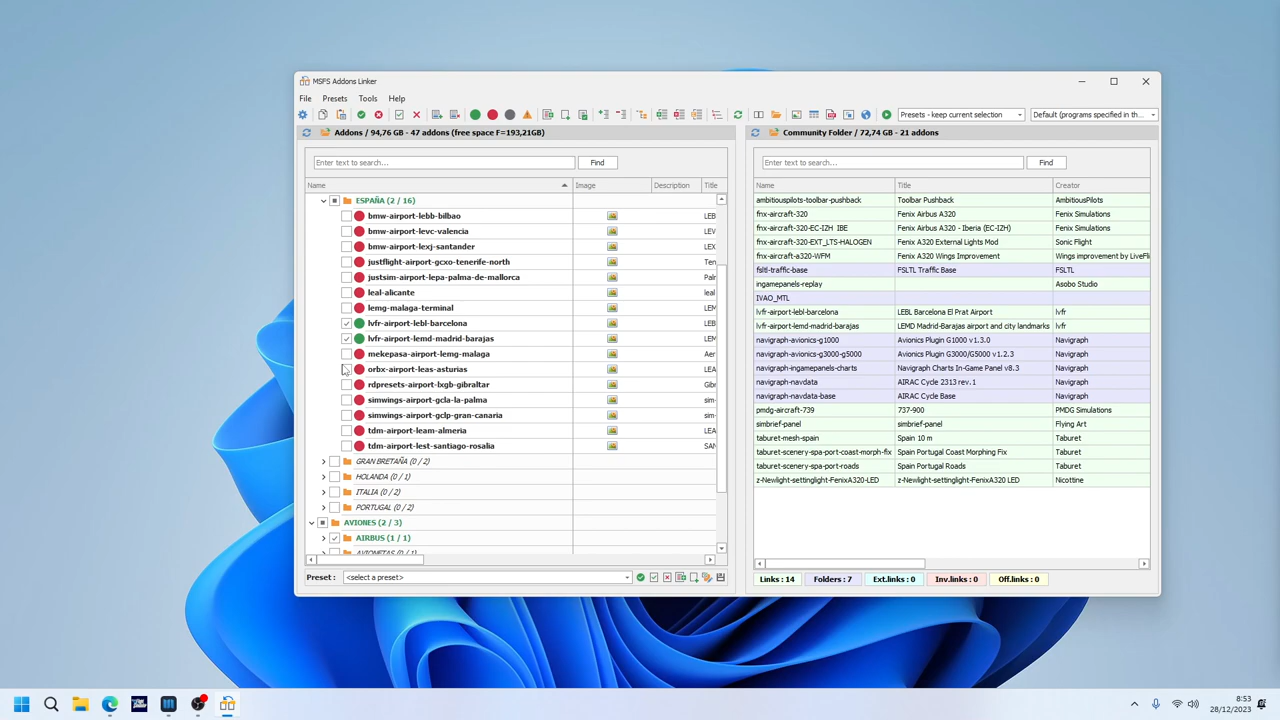 MSFS Addons Linker
File Presets Tools Help
Presets - keep current selection
Default (programs specified in th...
Addons / 94,76 GB - 47 addons (free space F=193,21GB)
Community Folder / 72,74 GB - 21 addons
Enter text to search... Find
Enter text to search... Find
Name Image Description Title
ESPAÑA (2 / 16)
bmw-airport-lebb-bilbao LEB
bmw-airport-levc-valencia LEV
bmw-airport-lexj-santander LEX
justflight-airport-gcxo-tenerife-north Ten
justsim-airport-lepa-palma-de-mallorca Palr
leal-alicante leal
lemg-malaga-terminal LEM
lvfr-airport-lebl-barcelona LEB
lvfr-airport-lemd-madrid-barajas LEM
mekepasa-airport-lemg-malaga Aer
orbx-airport-leas-asturias LEA
rdpresets-airport-lxgb-gibraltar Gibr
simwings-airport-gcla-la-palma sim-
simwings-airport-gclp-gran-canaria sim-
tdm-airport-leam-almeria LEA
tdm-airport-lest-santiago-rosalia SAN
GRAN BRETAÑA (0 / 2)
HOLANDA (0 / 1)
ITALIA (0 / 2)
PORTUGAL (0 / 2)
AVIONES (2 / 3)
AIRBUS (1 / 1)
AVIONETAS (0 / 1)
Preset : <select a preset>
Name Title Creator
ambitiouspilots-toolbar-pushback Toolbar Pushback AmbitiousPilots
fnx-aircraft-320 Fenix Airbus A320 Fenix Simulations
fnx-aircraft-320-EC-IZH IBE Fenix Airbus A320 - Iberia (EC-IZH) Fenix Simulations
fnx-aircraft-320-EXT_LTS-HALOGEN Fenix A320 External Lights Mod Sonic Flight
fnx-aircraft-a320-WFM Fenix A320 Wings Improvement Wings improvement by LiveFli
fsltl-traffic-base FSLTL Traffic Base FSLTL
ingamepanels-replay Asobo Studio
IVAO_MTL
lvfr-airport-lebl-barcelona LEBL Barcelona El Prat Airport lvfr
lvfr-airport-lemd-madrid-barajas LEMD Madrid-Barajas airport and city landmarks lvfr
navigraph-avionics-g1000 Avionics Plugin G1000 v1.3.0 Navigraph
navigraph-avionics-g3000-g5000 Avionics Plugin G3000/G5000 v1.2.3 Navigraph
navigraph-ingamepanels-charts Navigraph Charts In-Game Panel v8.3 Navigraph
navigraph-navdata AIRAC Cycle 2313 rev.1 Navigraph
navigraph-navdata-base AIRAC Cycle Base Navigraph
pmdg-aircraft-739 737-900 PMDG Simulations
simbrief-panel simbrief-panel Flying Art
taburet-mesh-spain Spain 10 m Taburet
taburet-scenery-spa-port-coast-morph-fix Spain Portugal Coast Morphing Fix Taburet
taburet-scenery-spa-port-roads Spain Portugal Roads Taburet
z-Newlight-settinglight-FenixA320-LED z-Newlight-settinglight-FenixA320 LED Nicottine
Links : 14 Folders : 7 Ext.links : 0 Inv.links : 0 Off.links : 0
8:53
28/12/2023